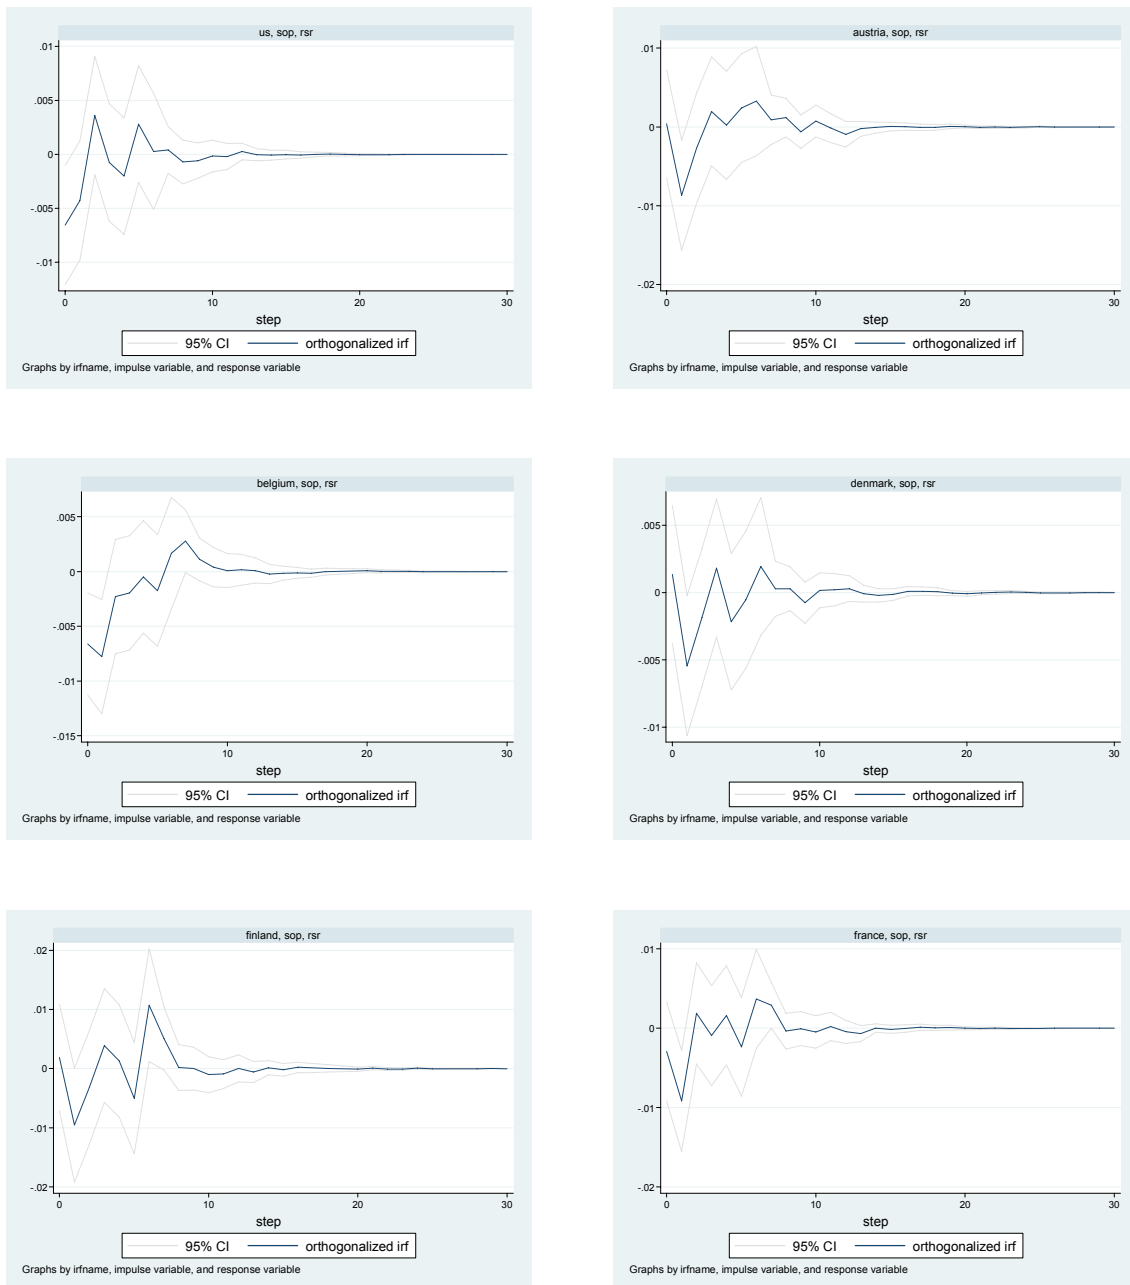 us, sop, rsr
.01
.005
0
-.005
-.01
0 10 20 30
step
95% CI orthogonalized irf
Graphs by irfname, impulse variable, and response variable
austria, sop, rsr
.01
0
-.01
-.02
0 10 20 30
step
95% CI orthogonalized irf
Graphs by irfname, impulse variable, and response variable
belgium, sop, rsr
.005
0
-.005
-.01
-.015
0 10 20 30
step
95% CI orthogonalized irf
Graphs by irfname, impulse variable, and response variable
denmark, sop, rsr
.005
0
-.005
-.01
0 10 20 30
step
95% CI orthogonalized irf
Graphs by irfname, impulse variable, and response variable
finland, sop, rsr
.02
.01
0
-.01
-.02
0 10 20 30
step
95% CI orthogonalized irf
Graphs by irfname, impulse variable, and response variable
france, sop, rsr
.01
0
-.01
-.02
0 10 20 30
step
95% CI orthogonalized irf
Graphs by irfname, impulse variable, and response variable